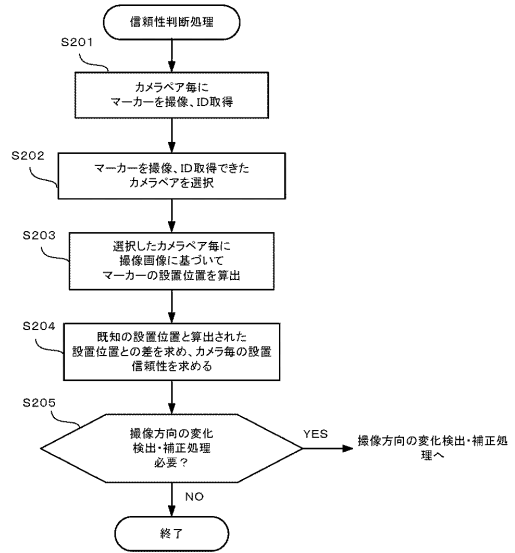 信頼性判断処理
S201
カメラペア毎に
マーカーを撮像、ID取得
S202
マーカーを撮像、ID取得できた
カメラペアを選択
S203
選択したカメラペア毎に
撮像画像に基づいて
マーカーの設置位置を算出
S204
既知の設置位置と算出された
設置位置との差を求め、カメラ毎の設置
信頼性を求める
S205
撮像方向の変化
検出・補正処理
必要？
YES
撮像方向の変化検出・補正処
理へ
NO
終了